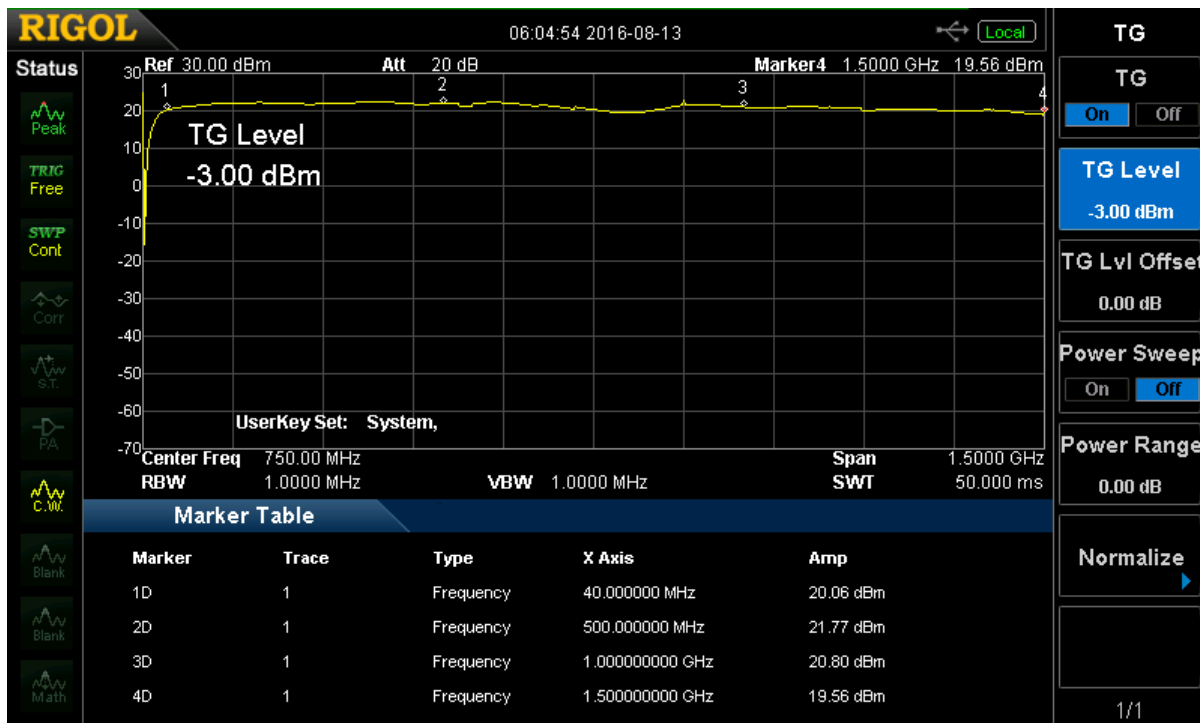 RIGOL
06:04:54 2016-08-13
Local
Status
Peak
TRIG
Free
SWP
Cont
Corr
S.T.
PA
C.W.
Blank
Blank
Math
Ref 30.00 dBm Att 20 dB Marker4 1.5000 GHz 19.56 dBm
30
20
10
0
-10
-20
-30
-40
-50
-60
-70
1 2 3 4
TG Level
-3.00 dBm
UserKey Set: System,
Center Freq 750.00 MHz Span 1.5000 GHz
RBW 1.0000 MHz VBW 1.0000 MHz SWT 50.000 ms
Marker Table
Marker Trace Type X Axis Amp
1D 1 Frequency 40.000000 MHz 20.06 dBm
2D 1 Frequency 500.000000 MHz 21.77 dBm
3D 1 Frequency 1.000000000 GHz 20.80 dBm
4D 1 Frequency 1.500000000 GHz 19.56 dBm
TG
TG
On Off
TG Level
-3.00 dBm
TG Lvl Offset
0.00 dB
Power Sweep
On Off
Power Range
0.00 dB
Normalize
1/1